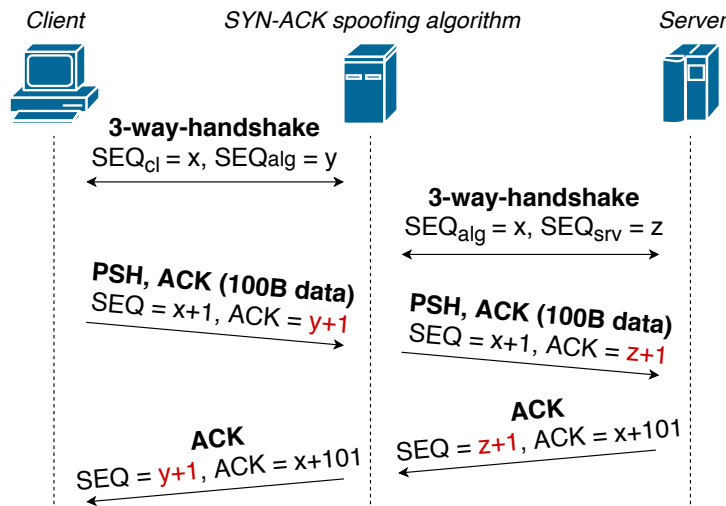 Client
SYN-ACK spoofing algorithm
Server
3-way-handshake
SEQcl = x, SEQalg = y
3-way-handshake
SEQalg = x, SEQsrv = z
PSH, ACK (100B data)
SEQ = x+1, ACK = y+1
PSH, ACK (100B data)
SEQ = x+1, ACK = z+1
ACK
SEQ = z+1, ACK = x+101
ACK
SEQ = y+1, ACK = x+101